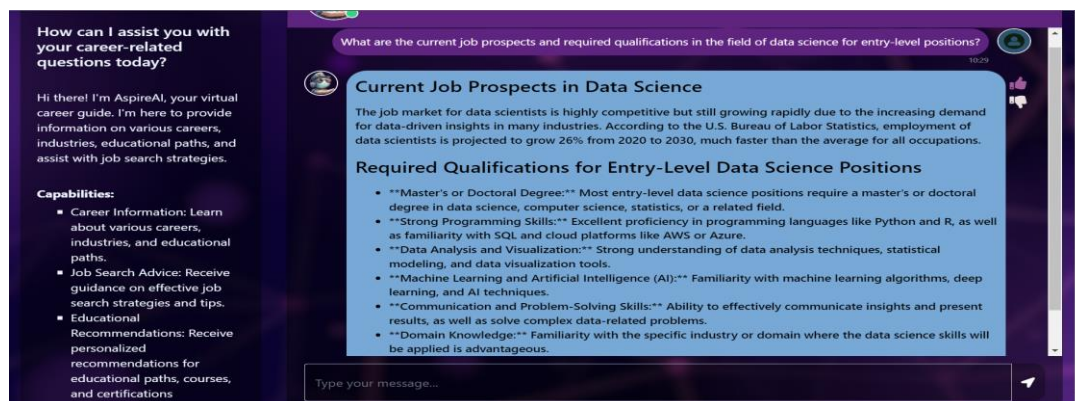 How can I assist you with
your career-related
questions today?
Hi there! I'm AspireAI, your virtual
career guide. I'm here to provide
information on various careers,
industries, educational paths, and
assist with job search strategies.
Capabilities:
Career Information: Learn
about various careers,
industries, and educational
paths.
Job Search Advice: Receive
guidance on effective job
search strategies and tips.
Educational
Recommendations: Receive
personalized
recommendations for
educational paths, courses,
and certifications
What are the current job prospects and required qualifications in the field of data science for entry-level positions?
10:29
Current Job Prospects in Data Science
The job market for data scientists is highly competitive but still growing rapidly due to the increasing demand
for data-driven insights in many industries. According to the U.S. Bureau of Labor Statistics, employment of
data scientists is projected to grow 26% from 2020 to 2030, much faster than the average for all occupations.
Required Qualifications for Entry-Level Data Science Positions
• **Master's or Doctoral Degree:** Most entry-level data science positions require a master's or doctoral
degree in data science, computer science, statistics, or a related field.
• **Strong Programming Skills:** Excellent proficiency in programming languages like Python and R, as well
as familiarity with SQL and cloud platforms like AWS or Azure.
• **Data Analysis and Visualization:** Strong understanding of data analysis techniques, statistical
modeling, and data visualization tools.
• **Machine Learning and Artificial Intelligence (AI):** Familiarity with machine learning algorithms, deep
learning, and AI techniques.
• **Communication and Problem-Solving Skills:** Ability to effectively communicate insights and present
results, as well as solve complex data-related problems.
• **Domain Knowledge:** Familiarity with the specific industry or domain where the data science skills will
be applied is advantageous.
Type your message...